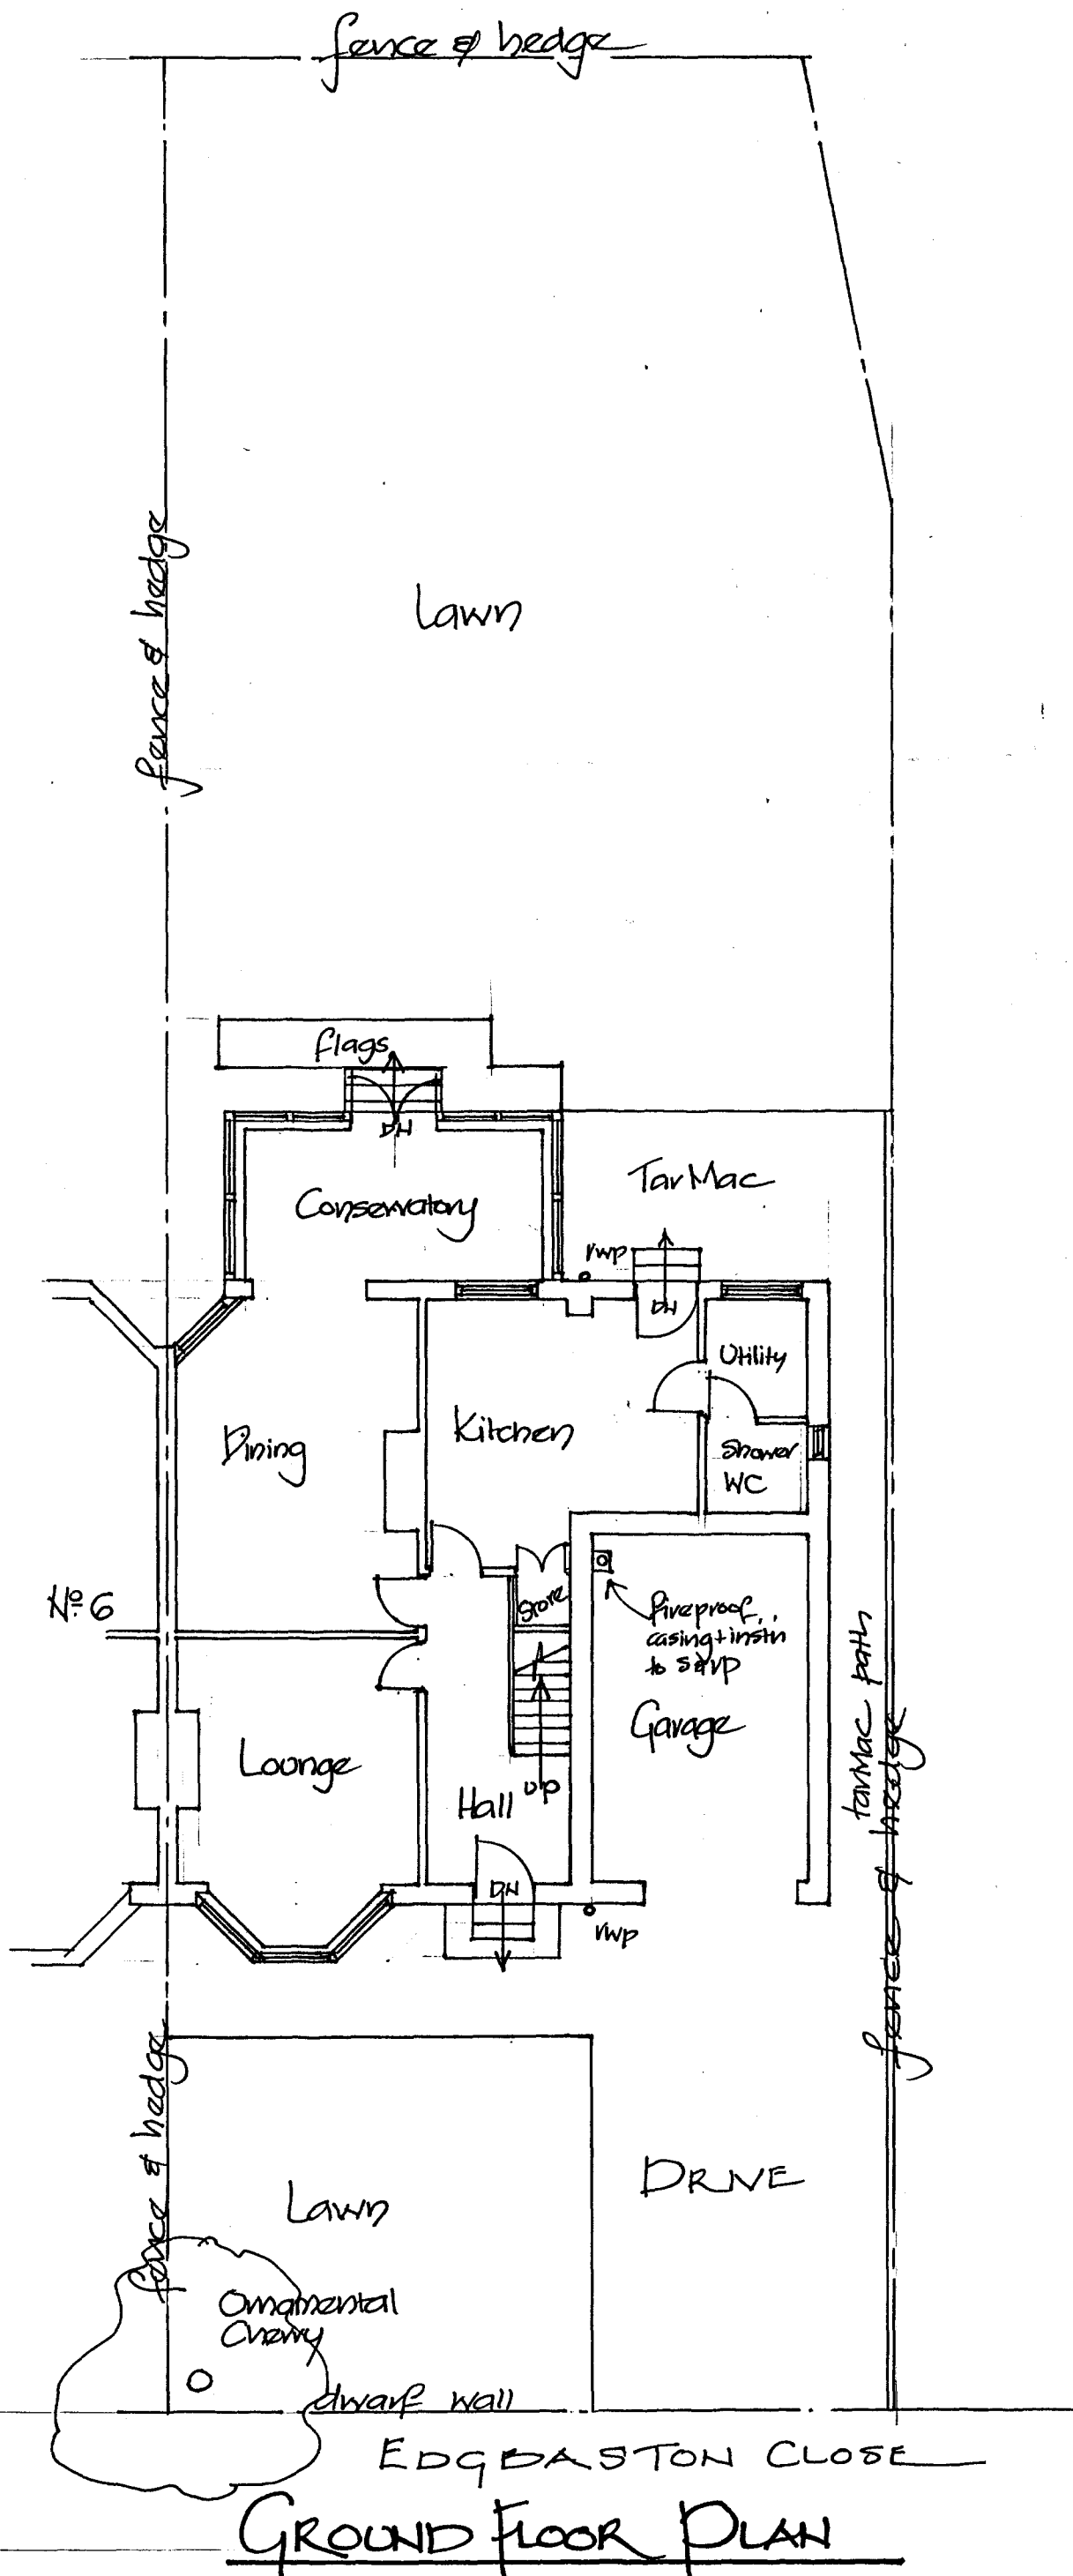 fence & hedge
fence & hedge
Lawn
flags
DN
Conservatory
TarMac
rwp
DN
Utility
Dining
Kitchen
Shower
WC
Nº 6
Store
fireproof
casing + instn
to S&VP
Garage
tarMac path
fence & hedge
Lounge
Hall
UP
DN
rwp
fence & hedge
Lawn
DRIVE
Ornamental
Cherry
dwarf wall
EDGBASTON CLOSE
GROUND FLOOR PLAN